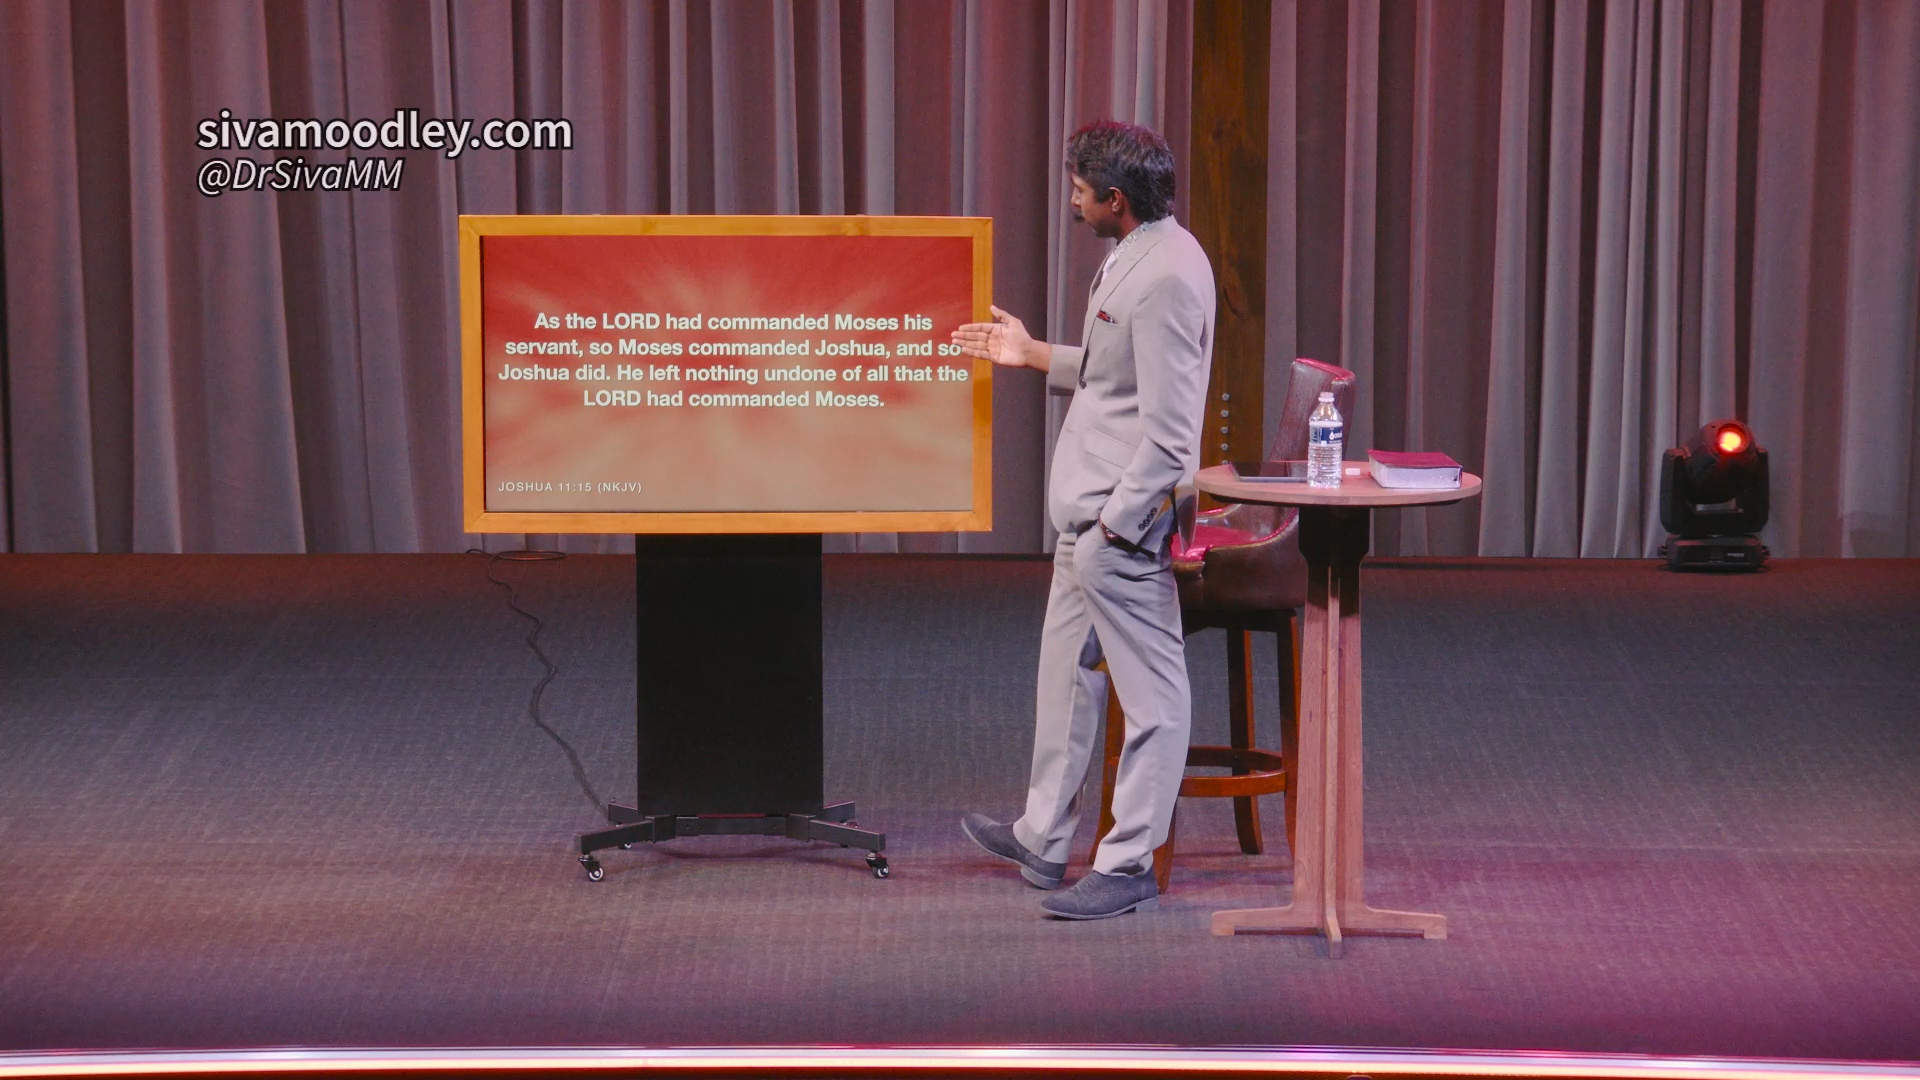 sivamoodley.com
@DrSivaMM
As the LORD had commanded Moses his
servant, so Moses commanded Joshua, and so
Joshua did. He left nothing undone of all that the
LORD had commanded Moses.
JOSHUA 11:15 (NKJV)